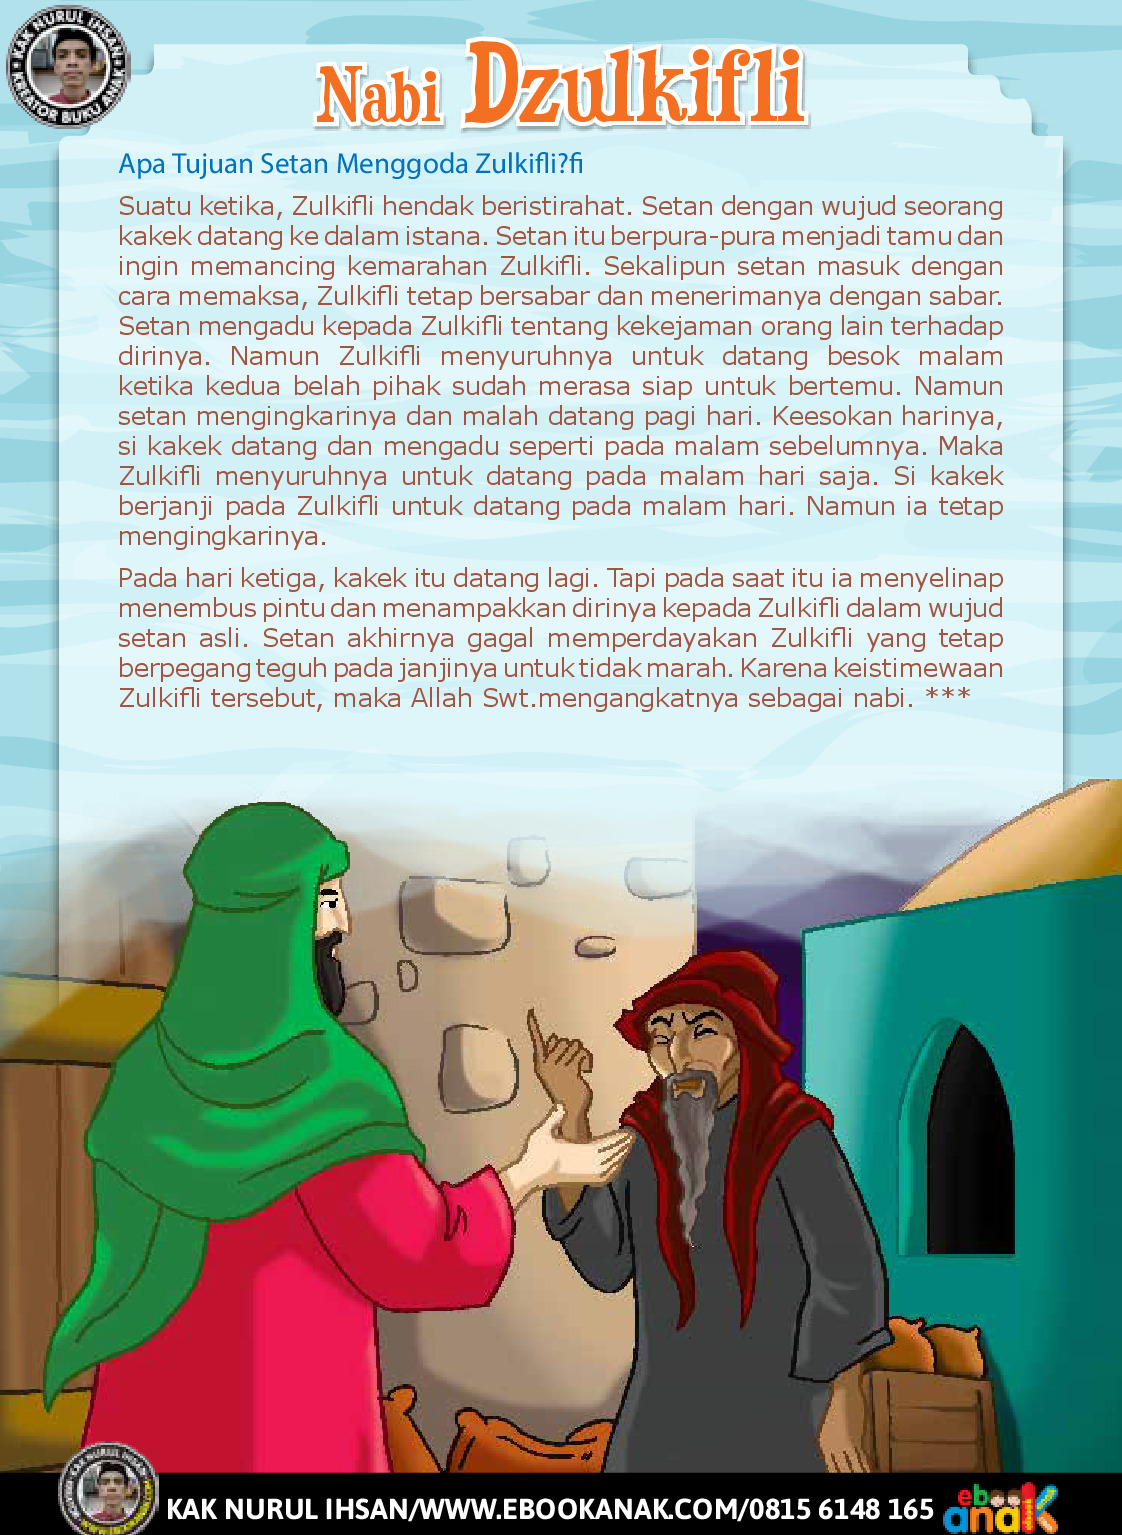 KAK NURUL IHSAN
KREATOR BUKU ANAK
Nabi Dzulkifli
Apa Tujuan Setan Menggoda Zulkifli?fi
Suatu ketika, Zulkifli hendak beristirahat. Setan dengan wujud seorang
kakek datang ke dalam istana. Setan itu berpura-pura menjadi tamu dan
ingin memancing kemarahan Zulkifli. Sekalipun setan masuk dengan
cara memaksa, Zulkifli tetap bersabar dan menerimanya dengan sabar.
Setan mengadu kepada Zulkifli tentang kekejaman orang lain terhadap
dirinya. Namun Zulkifli menyuruhnya untuk datang besok malam
ketika kedua belah pihak sudah merasa siap untuk bertemu. Namun
setan mengingkarinya dan malah datang pagi hari. Keesokan harinya,
si kakek datang dan mengadu seperti pada malam sebelumnya. Maka
Zulkifli menyuruhnya untuk datang pada malam hari saja. Si kakek
berjanji pada Zulkifli untuk datang pada malam hari. Namun ia tetap
mengingkarinya.
Pada hari ketiga, kakek itu datang lagi. Tapi pada saat itu ia menyelinap
menembus pintu dan menampakkan dirinya kepada Zulkifli dalam wujud
setan asli. Setan akhirnya gagal memperdayakan Zulkifli yang tetap
berpegang teguh pada janjinya untuk tidak marah. Karena keistimewaan
Zulkifli tersebut, maka Allah Swt.mengangkatnya sebagai nabi. ***
KAK NURUL IHSAN/WWW.EBOOKANAK.COM/0815 6148 165
ebook
anak